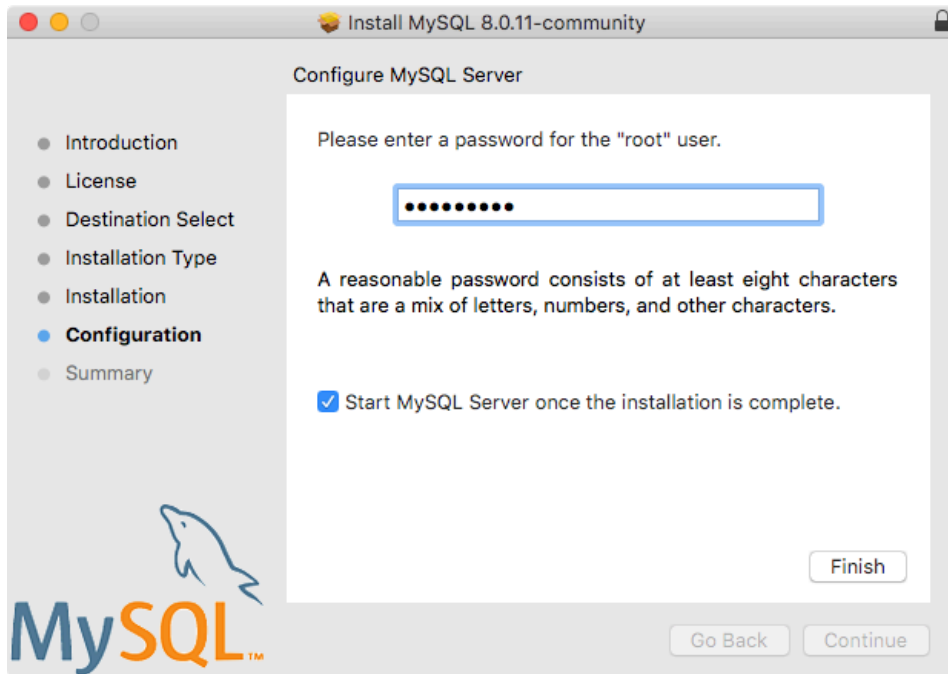 Install MySQL 8.0.11-community
Configure MySQL Server
Introduction
License
Destination Select
Installation Type
Installation
Configuration
Summary
Please enter a password for the "root" user.
•••••••••
A reasonable password consists of at least eight characters
that are a mix of letters, numbers, and other characters.
Start MySQL Server once the installation is complete.
Finish
MySQL™
Go Back
Continue